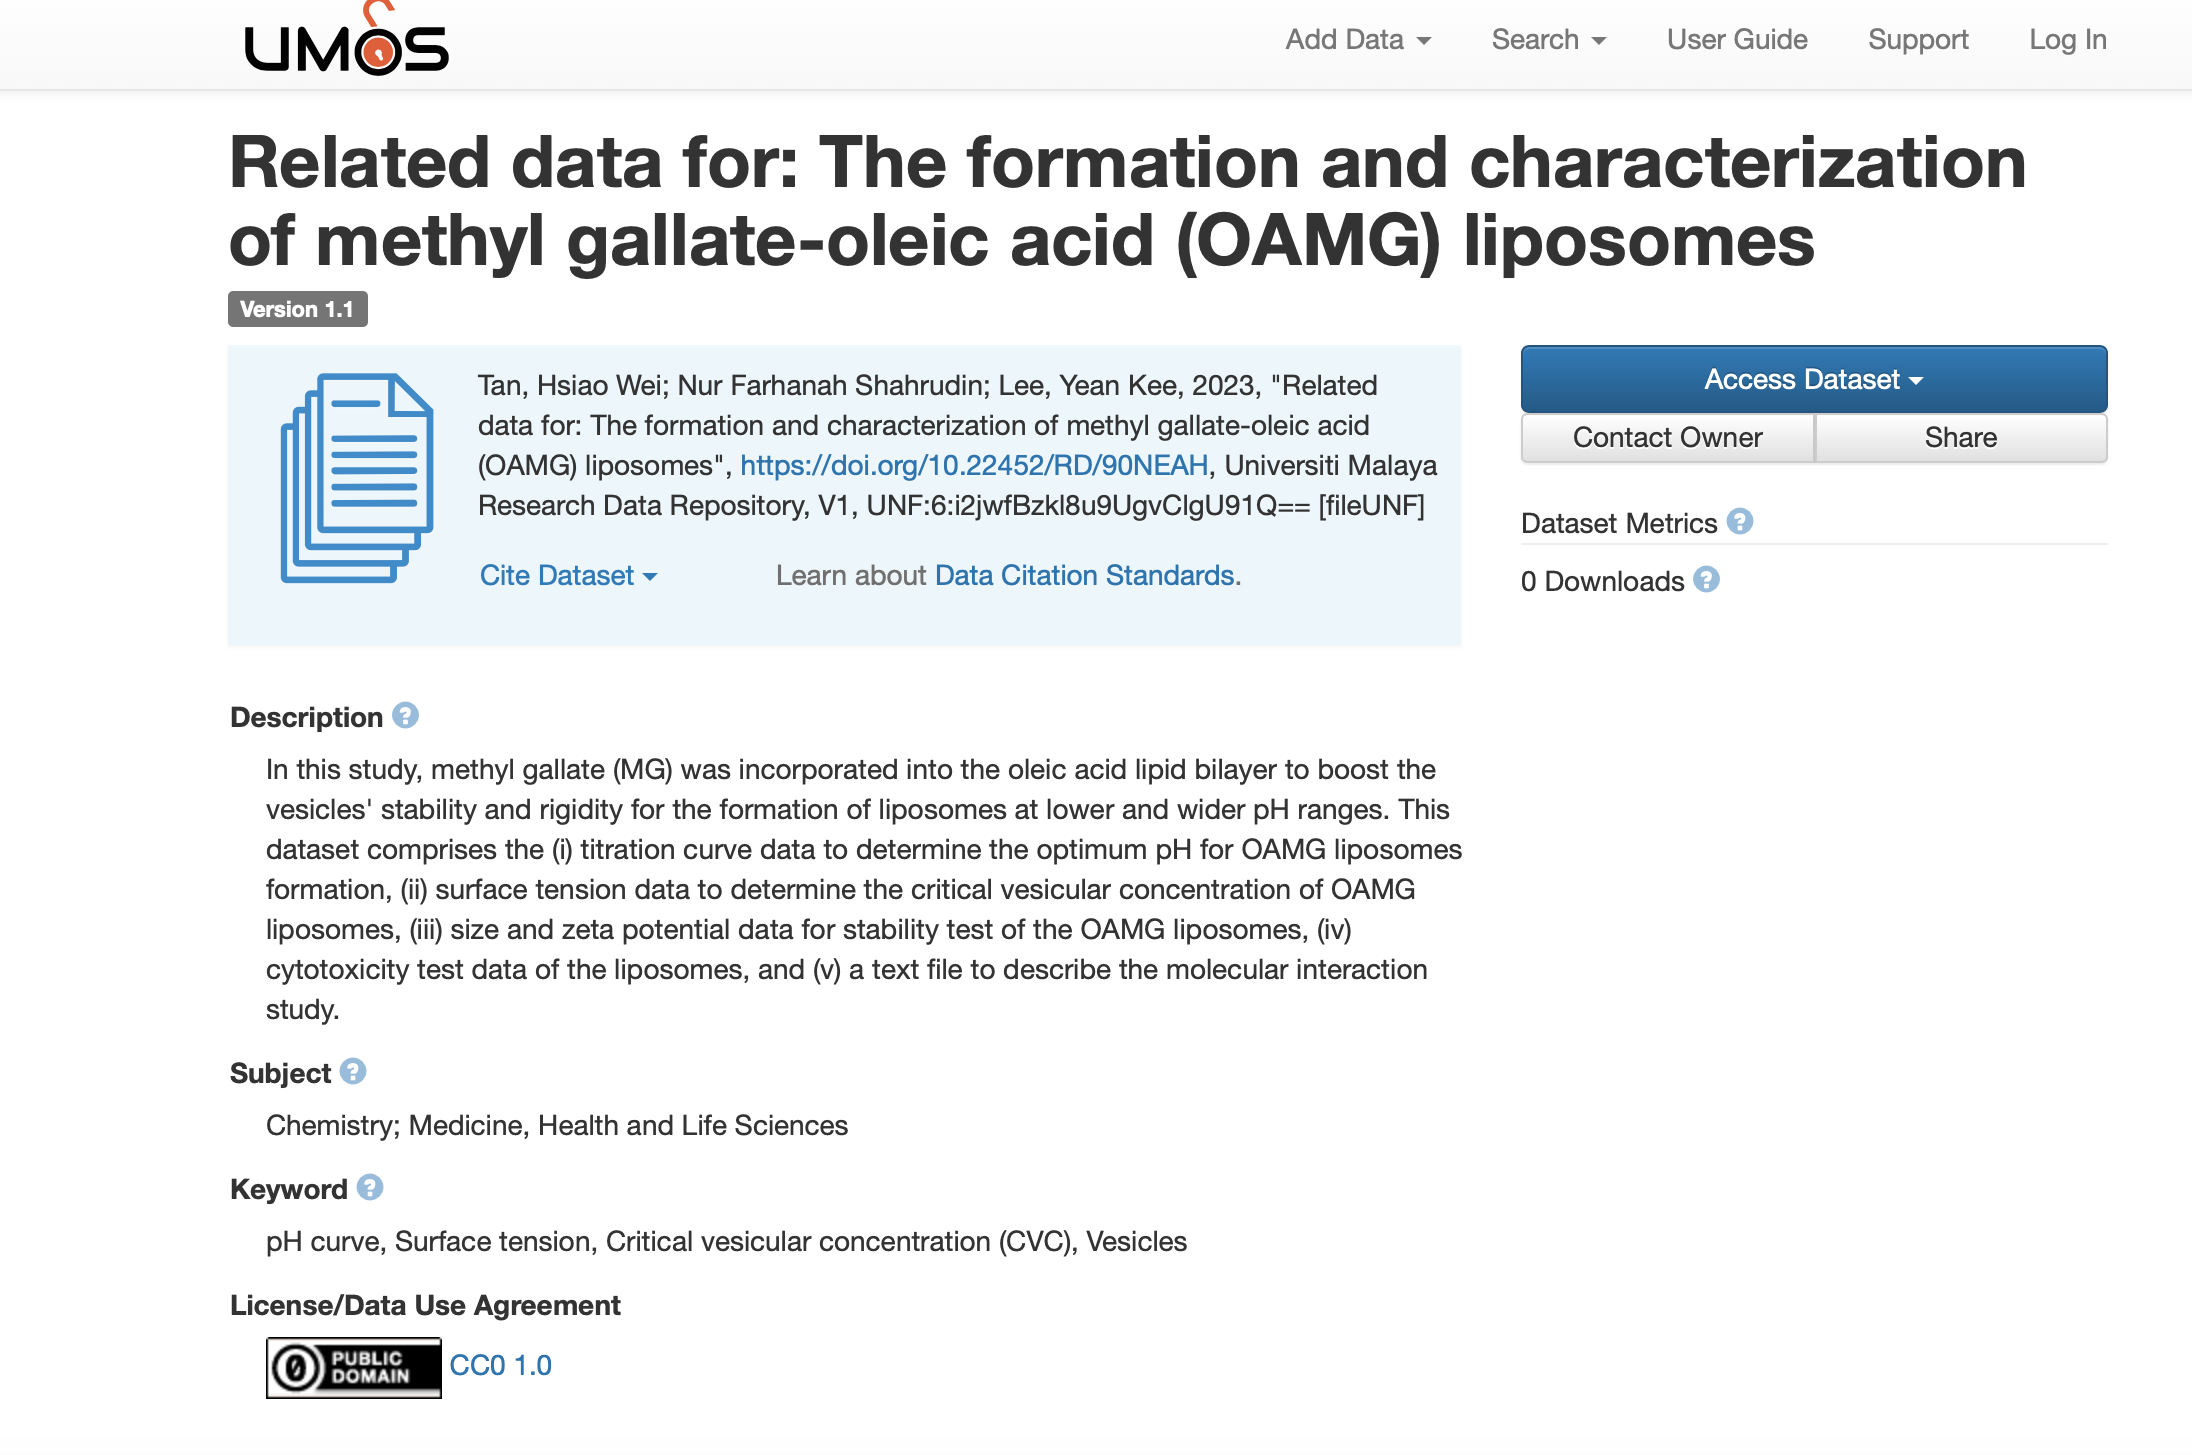 UMOS
Add Data Search User Guide Support Log In
Related data for: The formation and characterization
of methyl gallate-oleic acid (OAMG) liposomes
Version 1.1
Tan, Hsiao Wei; Nur Farhanah Shahrudin; Lee, Yean Kee, 2023, "Related
data for: The formation and characterization of methyl gallate-oleic acid
(OAMG) liposomes", https://doi.org/10.22452/RD/90NEAH, Universiti Malaya
Research Data Repository, V1, UNF:6:i2jwfBzkl8u9UgvClgU91Q== [fileUNF]
Cite Dataset Learn about Data Citation Standards.
Access Dataset
Contact Owner Share
Dataset Metrics ?
0 Downloads ?
Description ?
In this study, methyl gallate (MG) was incorporated into the oleic acid lipid bilayer to boost the
vesicles' stability and rigidity for the formation of liposomes at lower and wider pH ranges. This
dataset comprises the (i) titration curve data to determine the optimum pH for OAMG liposomes
formation, (ii) surface tension data to determine the critical vesicular concentration of OAMG
liposomes, (iii) size and zeta potential data for stability test of the OAMG liposomes, (iv)
cytotoxicity test data of the liposomes, and (v) a text file to describe the molecular interaction
study.
Subject ?
Chemistry; Medicine, Health and Life Sciences
Keyword ?
pH curve, Surface tension, Critical vesicular concentration (CVC), Vesicles
License/Data Use Agreement
0 PUBLIC DOMAIN CC0 1.0